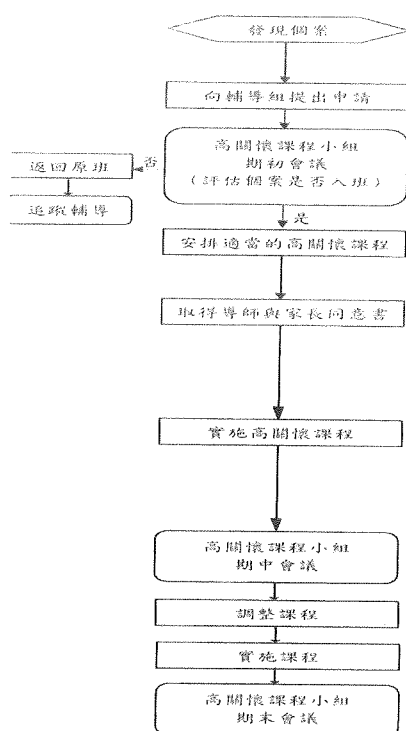 發現個案
向輔導組提出申請
高關懷課程小組
期初會議
(評估個案是否入班)
否
返回原班
追蹤輔導
是
安排適當的高關懷課程
取得導師與家長同意書
實施高關懷課程
高關懷課程小組
期中會議
調整課程
實施課程
高關懷課程小組
期末會議